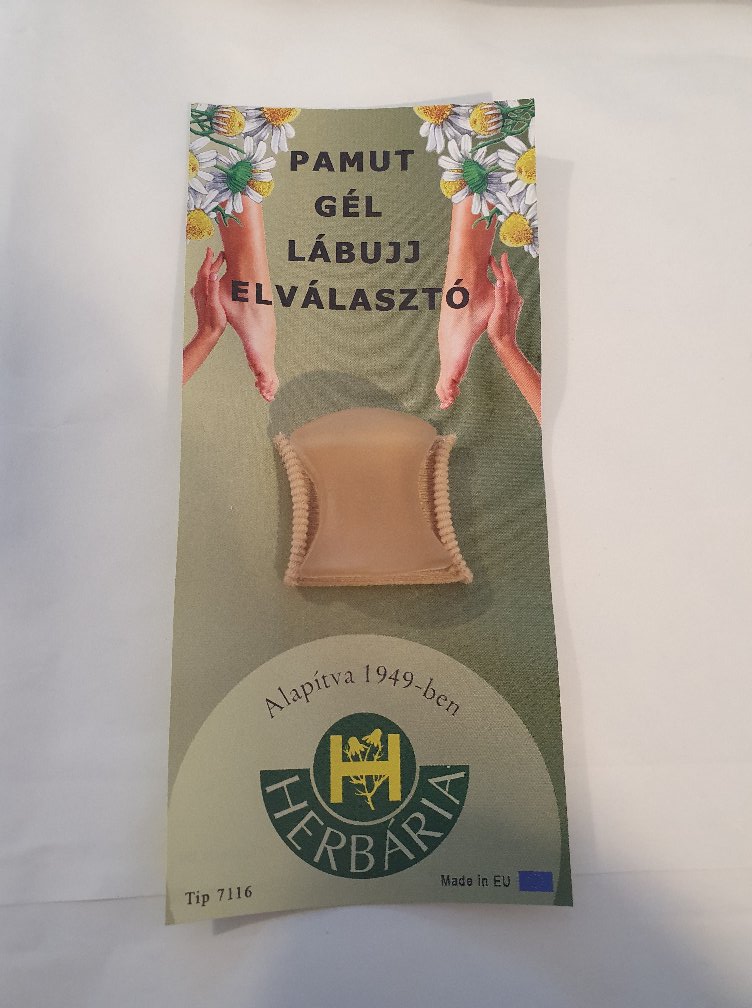 PAMUT
GÉL
LÁBUJJ
ELVÁLASZTÓ
Alapítva 1949-ben
H
HERBÁRIA
Tip 7116
Made in EU